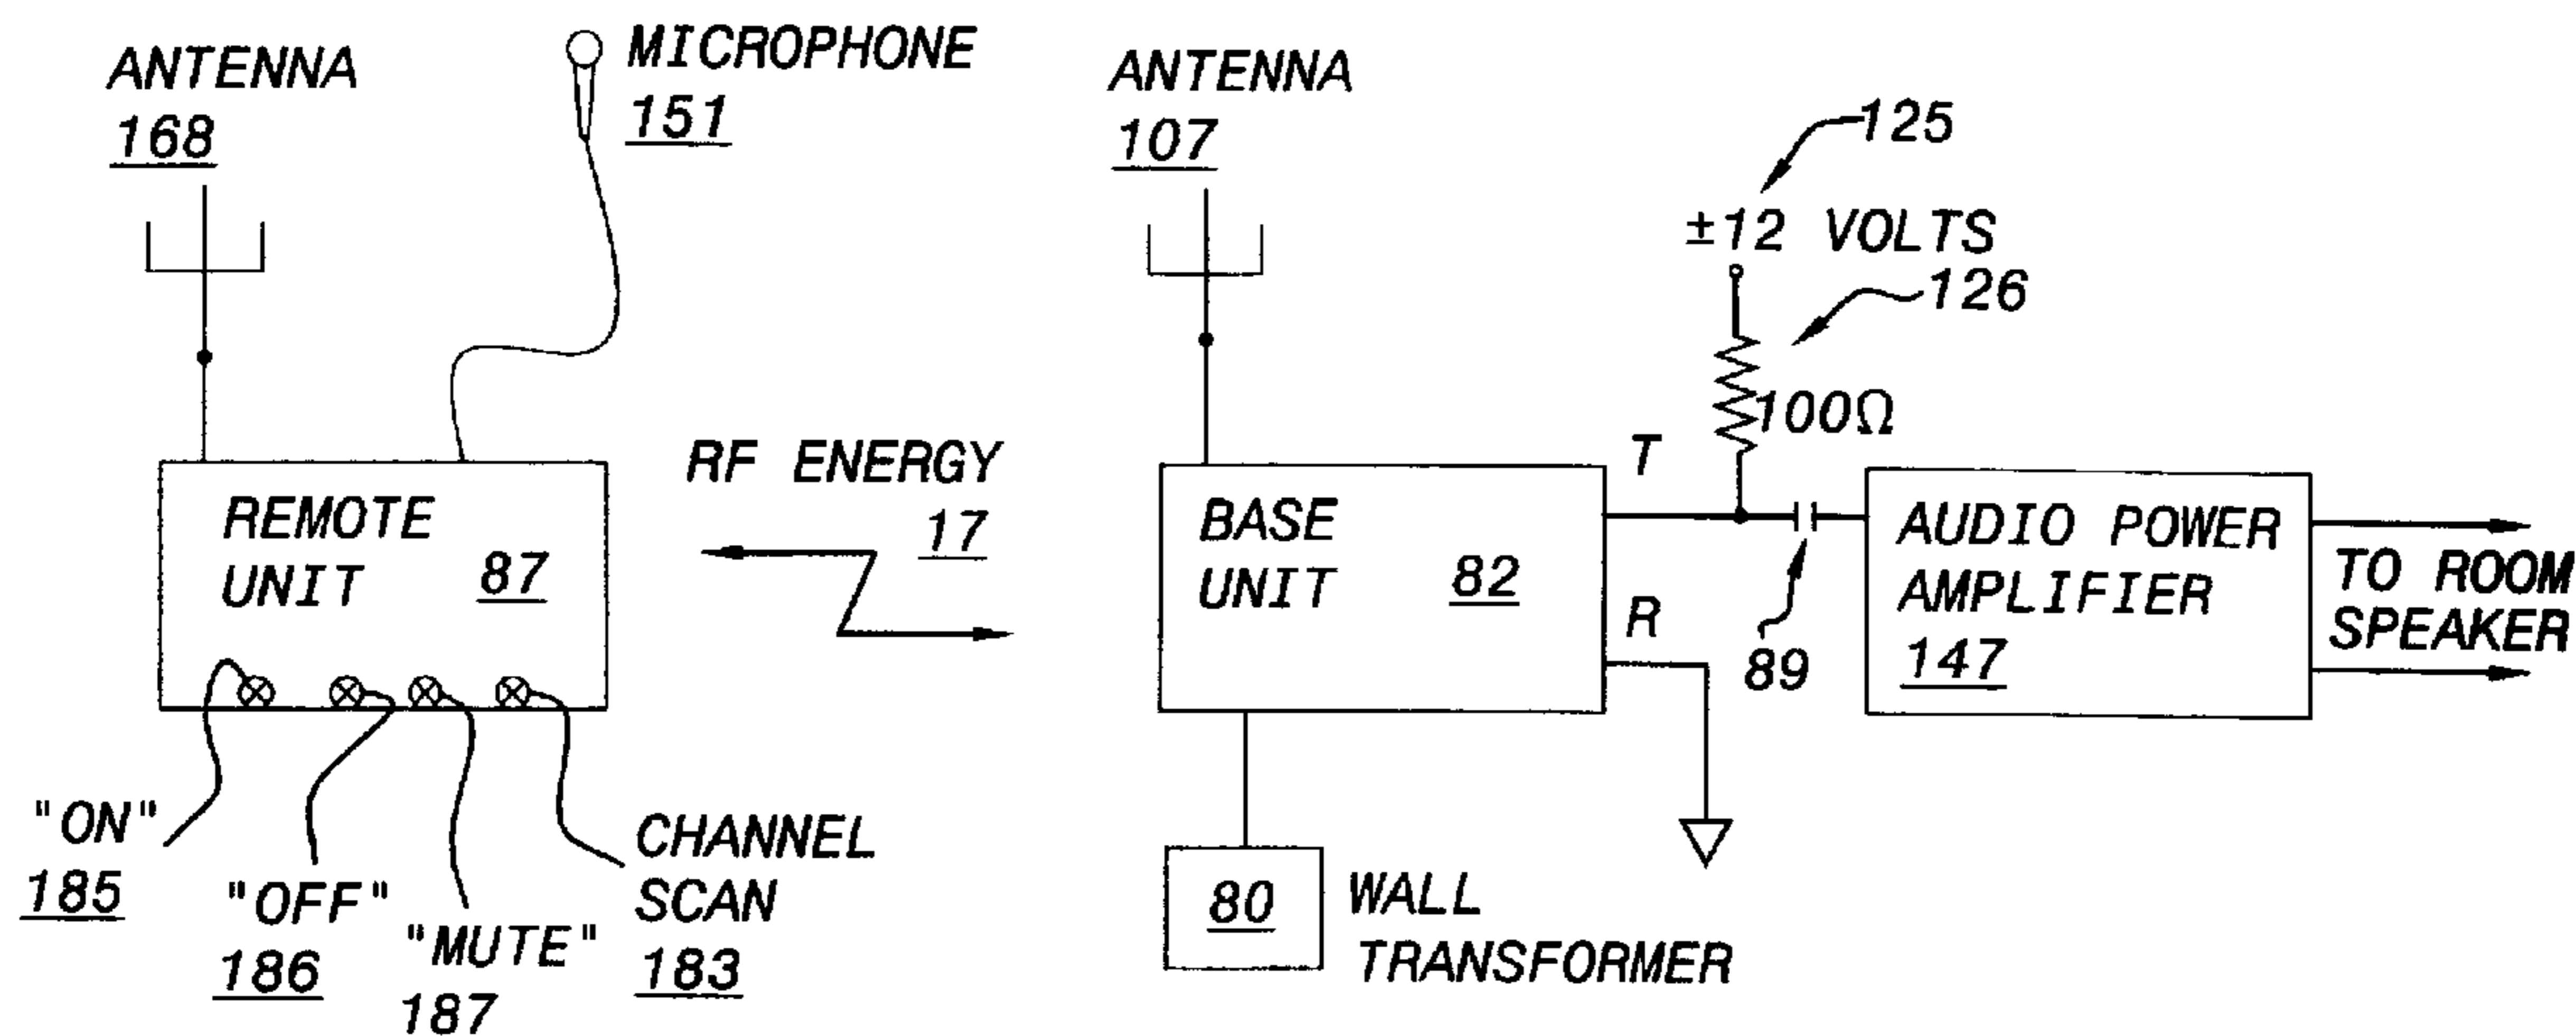 ANTENNA
168
MICROPHONE
151
ANTENNA
107
125
±12 VOLTS
126
100Ω
REMOTE
UNIT 87
RF ENERGY
17
BASE
UNIT 82
T
R
89
AUDIO POWER
AMPLIFIER
147
TO ROOM
SPEAKER
"ON"
185
"OFF"
186
"MUTE"
187
CHANNEL
SCAN
183
80
WALL
TRANSFORMER